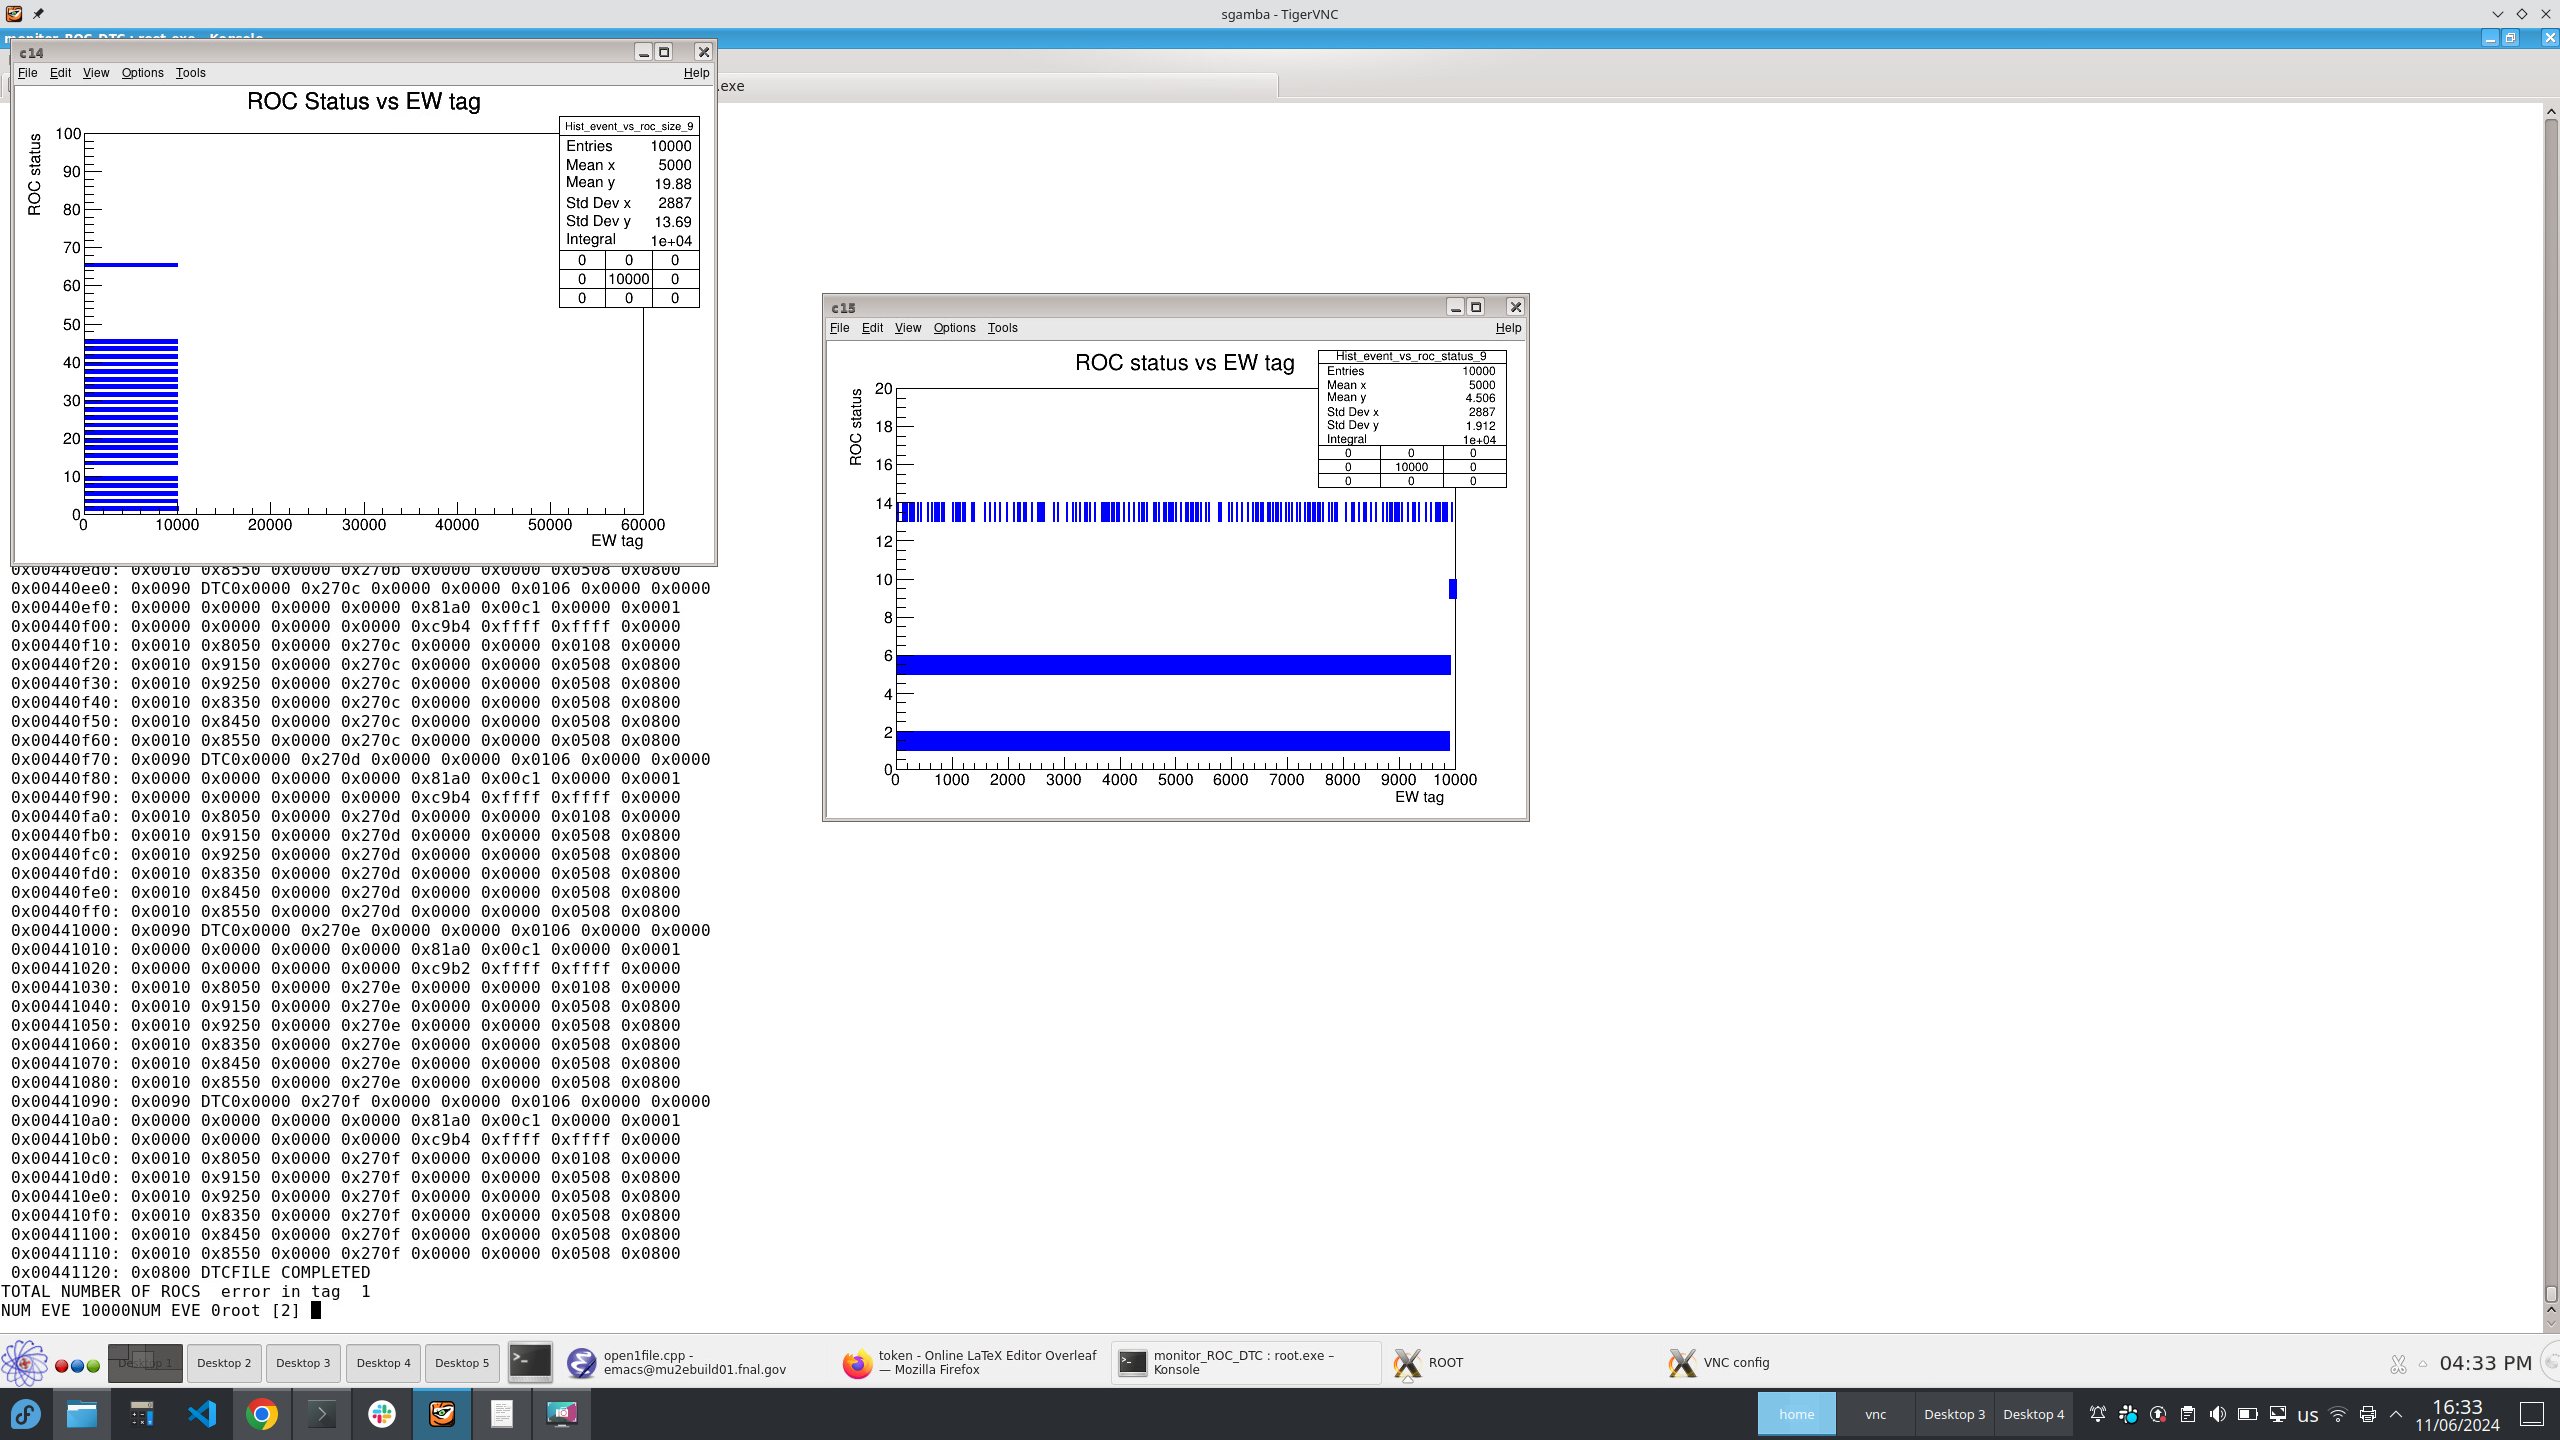 sgamba - TigerVNC
monitor_ROC_DTC : root.exe - Konsole
c14
File Edit View Options Tools Help
.exe
ROC Status vs EW tag
ROC status
100
90
80
70
60
50
40
30
20
10
0
0 10000 20000 30000 40000 50000 60000
EW tag
Hist_event_vs_roc_size_9
Entries 10000
Mean x 5000
Mean y 19.88
Std Dev x 2887
Std Dev y 13.69
Integral 1e+04
0 0 0
0 10000 0
0 0 0
c15
File Edit View Options Tools Help
ROC status vs EW tag
ROC status
20
18
16
14
12
10
8
6
4
2
0
0 1000 2000 3000 4000 5000 6000 7000 8000 9000 10000
EW tag
Hist_event_vs_roc_status_9
Entries 10000
Mean x 5000
Mean y 4.506
Std Dev x 2887
Std Dev y 1.912
Integral 1e+04
0 0 0
0 10000 0
0 0 0
0x00440ed0: 0x0010 0x8550 0x0000 0x270b 0x0000 0x0000 0x0508 0x0800
0x00440ee0: 0x0090 DTC0x0000 0x270c 0x0000 0x0000 0x0106 0x0000 0x0000
0x00440ef0: 0x0000 0x0000 0x0000 0x0000 0x81a0 0x00c1 0x0000 0x0001
0x00440f00: 0x0000 0x0000 0x0000 0x0000 0xc9b4 0xffff 0xffff 0x0000
0x00440f10: 0x0010 0x8050 0x0000 0x270c 0x0000 0x0000 0x0108 0x0000
0x00440f20: 0x0010 0x9150 0x0000 0x270c 0x0000 0x0000 0x0508 0x0800
0x00440f30: 0x0010 0x9250 0x0000 0x270c 0x0000 0x0000 0x0508 0x0800
0x00440f40: 0x0010 0x8350 0x0000 0x270c 0x0000 0x0000 0x0508 0x0800
0x00440f50: 0x0010 0x8450 0x0000 0x270c 0x0000 0x0000 0x0508 0x0800
0x00440f60: 0x0010 0x8550 0x0000 0x270c 0x0000 0x0000 0x0508 0x0800
0x00440f70: 0x0090 DTC0x0000 0x270d 0x0000 0x0000 0x0106 0x0000 0x0000
0x00440f80: 0x0000 0x0000 0x0000 0x0000 0x81a0 0x00c1 0x0000 0x0001
0x00440f90: 0x0000 0x0000 0x0000 0x0000 0xc9b4 0xffff 0xffff 0x0000
0x00440fa0: 0x0010 0x8050 0x0000 0x270d 0x0000 0x0000 0x0108 0x0000
0x00440fb0: 0x0010 0x9150 0x0000 0x270d 0x0000 0x0000 0x0508 0x0800
0x00440fc0: 0x0010 0x9250 0x0000 0x270d 0x0000 0x0000 0x0508 0x0800
0x00440fd0: 0x0010 0x8350 0x0000 0x270d 0x0000 0x0000 0x0508 0x0800
0x00440fe0: 0x0010 0x8450 0x0000 0x270d 0x0000 0x0000 0x0508 0x0800
0x00440ff0: 0x0010 0x8550 0x0000 0x270d 0x0000 0x0000 0x0508 0x0800
0x00441000: 0x0090 DTC0x0000 0x270e 0x0000 0x0000 0x0106 0x0000 0x0000
0x00441010: 0x0000 0x0000 0x0000 0x0000 0x81a0 0x00c1 0x0000 0x0001
0x00441020: 0x0000 0x0000 0x0000 0x0000 0xc9b2 0xffff 0xffff 0x0000
0x00441030: 0x0010 0x8050 0x0000 0x270e 0x0000 0x0000 0x0108 0x0000
0x00441040: 0x0010 0x9150 0x0000 0x270e 0x0000 0x0000 0x0508 0x0800
0x00441050: 0x0010 0x9250 0x0000 0x270e 0x0000 0x0000 0x0508 0x0800
0x00441060: 0x0010 0x8350 0x0000 0x270e 0x0000 0x0000 0x0508 0x0800
0x00441070: 0x0010 0x8450 0x0000 0x270e 0x0000 0x0000 0x0508 0x0800
0x00441080: 0x0010 0x8550 0x0000 0x270e 0x0000 0x0000 0x0508 0x0800
0x00441090: 0x0090 DTC0x0000 0x270f 0x0000 0x0000 0x0106 0x0000 0x0000
0x004410a0: 0x0000 0x0000 0x0000 0x0000 0x81a0 0x00c1 0x0000 0x0001
0x004410b0: 0x0000 0x0000 0x0000 0x0000 0xc9b4 0xffff 0xffff 0x0000
0x004410c0: 0x0010 0x8050 0x0000 0x270f 0x0000 0x0000 0x0108 0x0000
0x004410d0: 0x0010 0x9150 0x0000 0x270f 0x0000 0x0000 0x0508 0x0800
0x004410e0: 0x0010 0x9250 0x0000 0x270f 0x0000 0x0000 0x0508 0x0800
0x004410f0: 0x0010 0x8350 0x0000 0x270f 0x0000 0x0000 0x0508 0x0800
0x00441100: 0x0010 0x8450 0x0000 0x270f 0x0000 0x0000 0x0508 0x0800
0x00441110: 0x0010 0x8550 0x0000 0x270f 0x0000 0x0000 0x0508 0x0800
0x00441120: 0x0800 DTCFILE COMPLETED
TOTAL NUMBER OF ROCS  error in tag  1
NUM EVE 10000NUM EVE 0root [2]
Desktop 1 Desktop 2 Desktop 3 Desktop 4 Desktop 5
open1file.cpp -
emacs@mu2ebuild01.fnal.gov
token - Online LaTeX Editor Overleaf
— Mozilla Firefox
monitor_ROC_DTC : root.exe –
Konsole
ROOT
VNC config
04:33 PM
home vnc Desktop 3 Desktop 4
us
16:33
11/06/2024